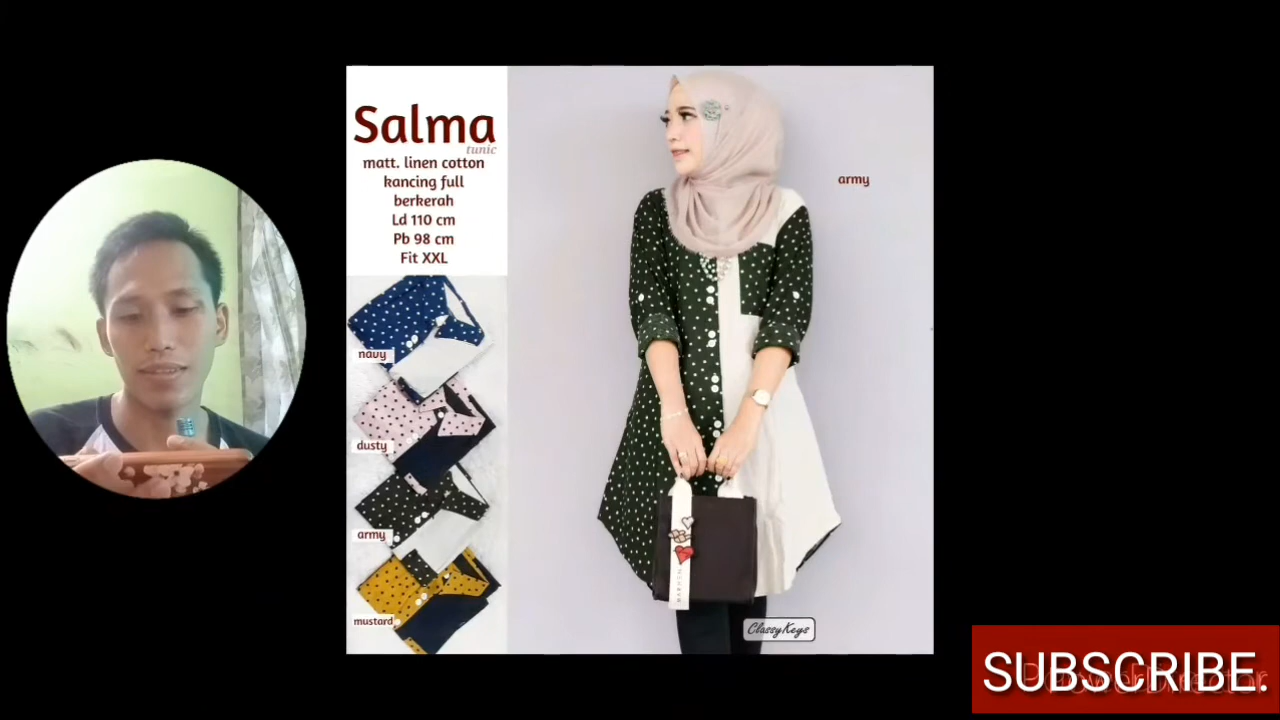 Salma
tunic
matt. linen cotton
kancing full
berkerah
Ld 110 cm
Pb 98 cm
Fit XXL
army
navy
dusty
army
mustard
ClassyKeys
SUBSCRIBE.
PowerDirector